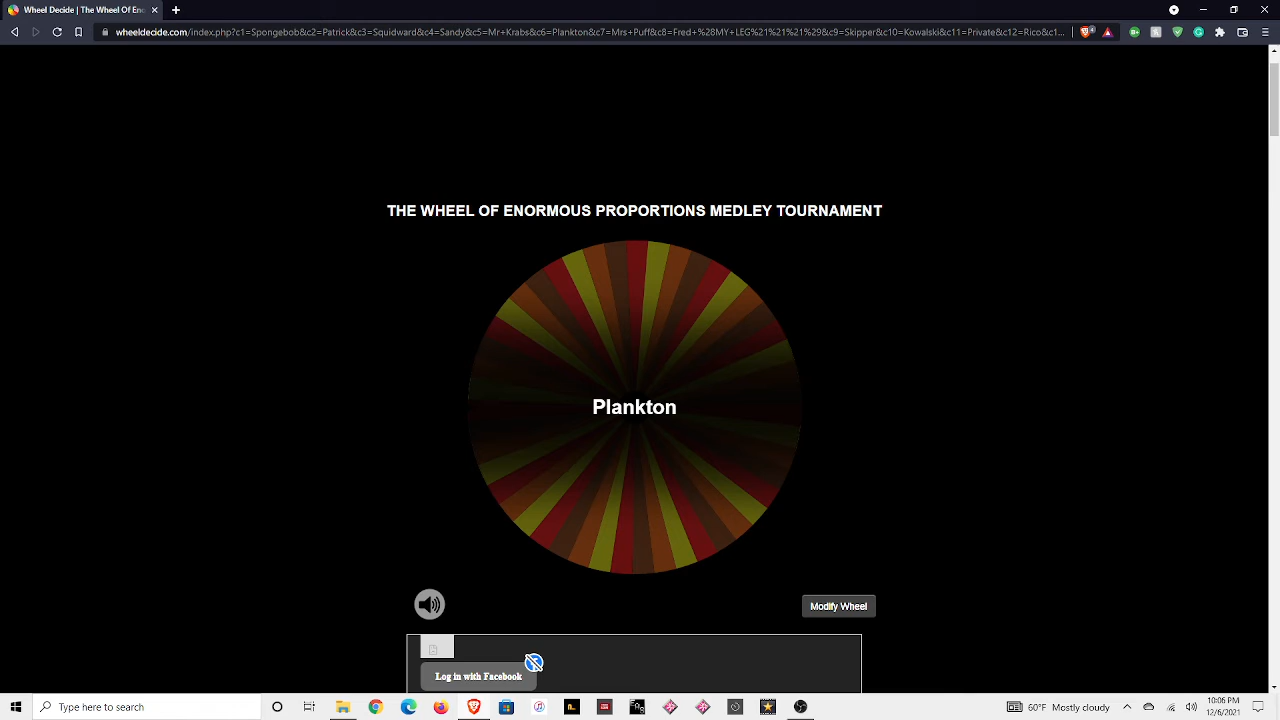 Wheel Decide | The Wheel Of Eno
wheeldecide.com/index.php?c1=Spongebob&c2=Patrick&c3=Squidward&c4=Sandy&c5=Mr+Krabs&c6=Plankton&c7=Mrs+Puff&c8=Fred+%28MY+LEG%21%21%21%29&c9=Skipper&c10=Kowalski&c11=Private&c12=Rico&c1...
THE WHEEL OF ENORMOUS PROPORTIONS MEDLEY TOURNAMENT
Plankton
Modify Wheel
Log in with Facebook
Type here to search
60°F Mostly cloudy
10:06 PM
12/6/2021